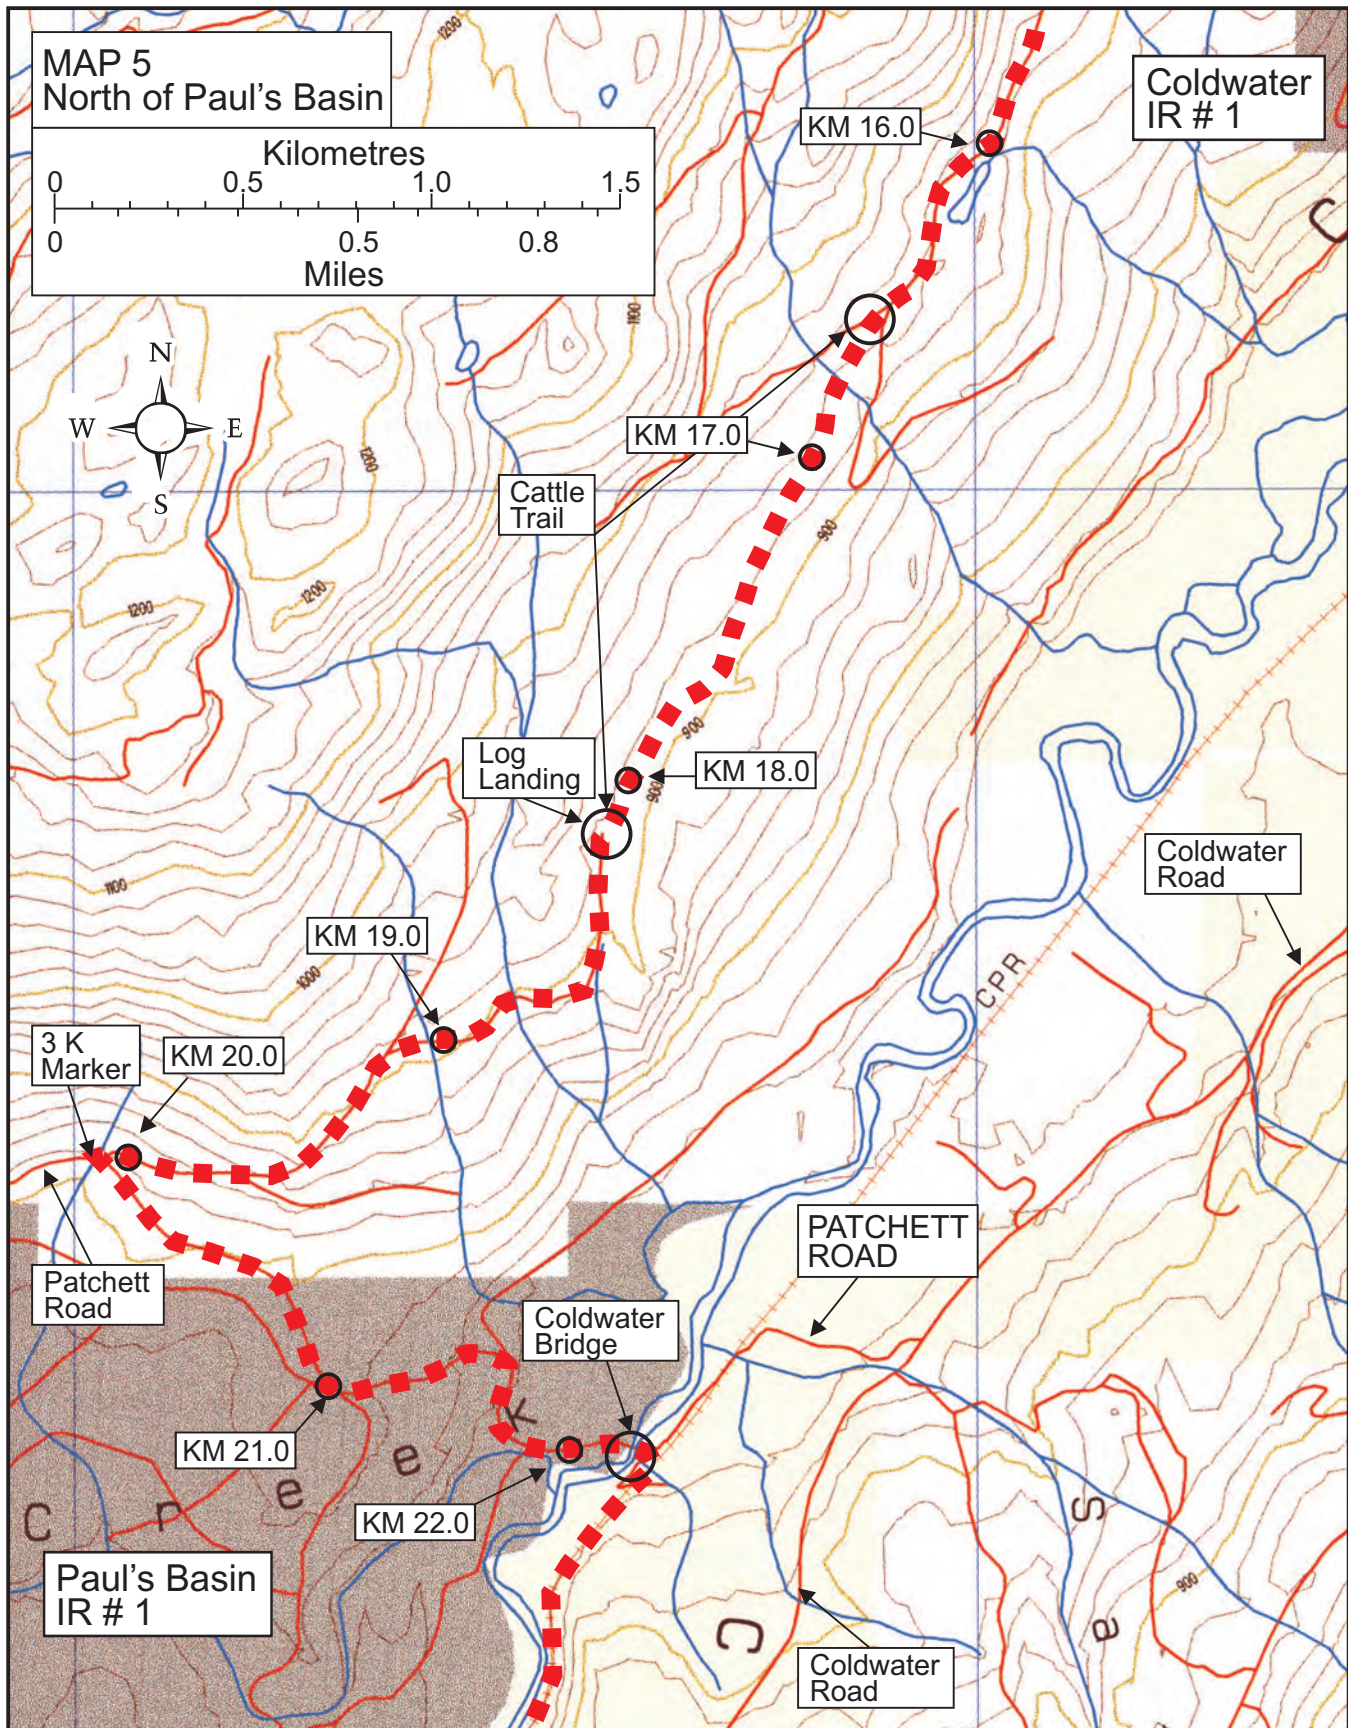 1200
MAP 5
North of Paul's Basin
Coldwater
IR # 1
KM 16.0
Kilometres
0 0.5 1.0 1.5
0 0.5 0.8
Miles
C
1100
N
W E
S
KM 17.0
1200
Cattle
Trail
900
1200
1200
900
Log
Landing
KM 18.0
900
Coldwater
Road
1100
KM 19.0
1000
CPR
3 K
Marker
KM 20.0
PATCHETT
ROAD
Patchett
Road
Coldwater
Bridge
KM 21.0
C r e e k
KM 22.0
S
a
900
C
Paul's Basin
IR # 1
Coldwater
Road